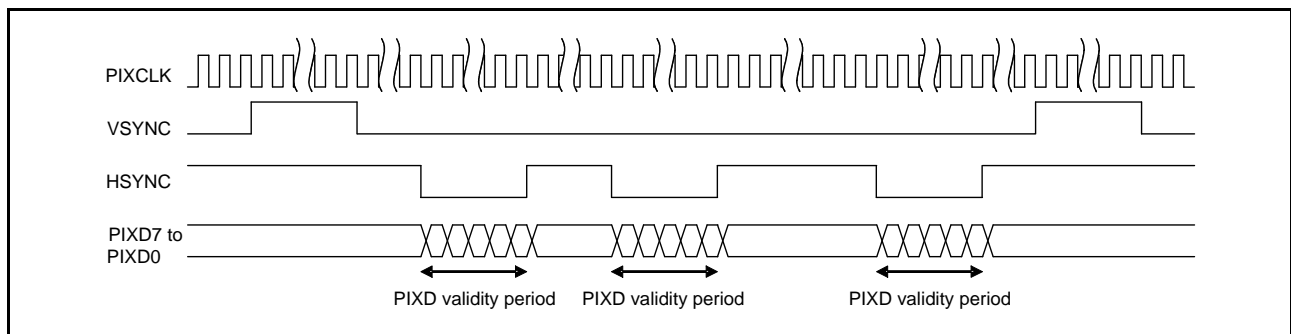 PIXCLK
VSYNC
HSYNC
PIXD7 to
PIXD0
PIXD validity period
PIXD validity period
PIXD validity period